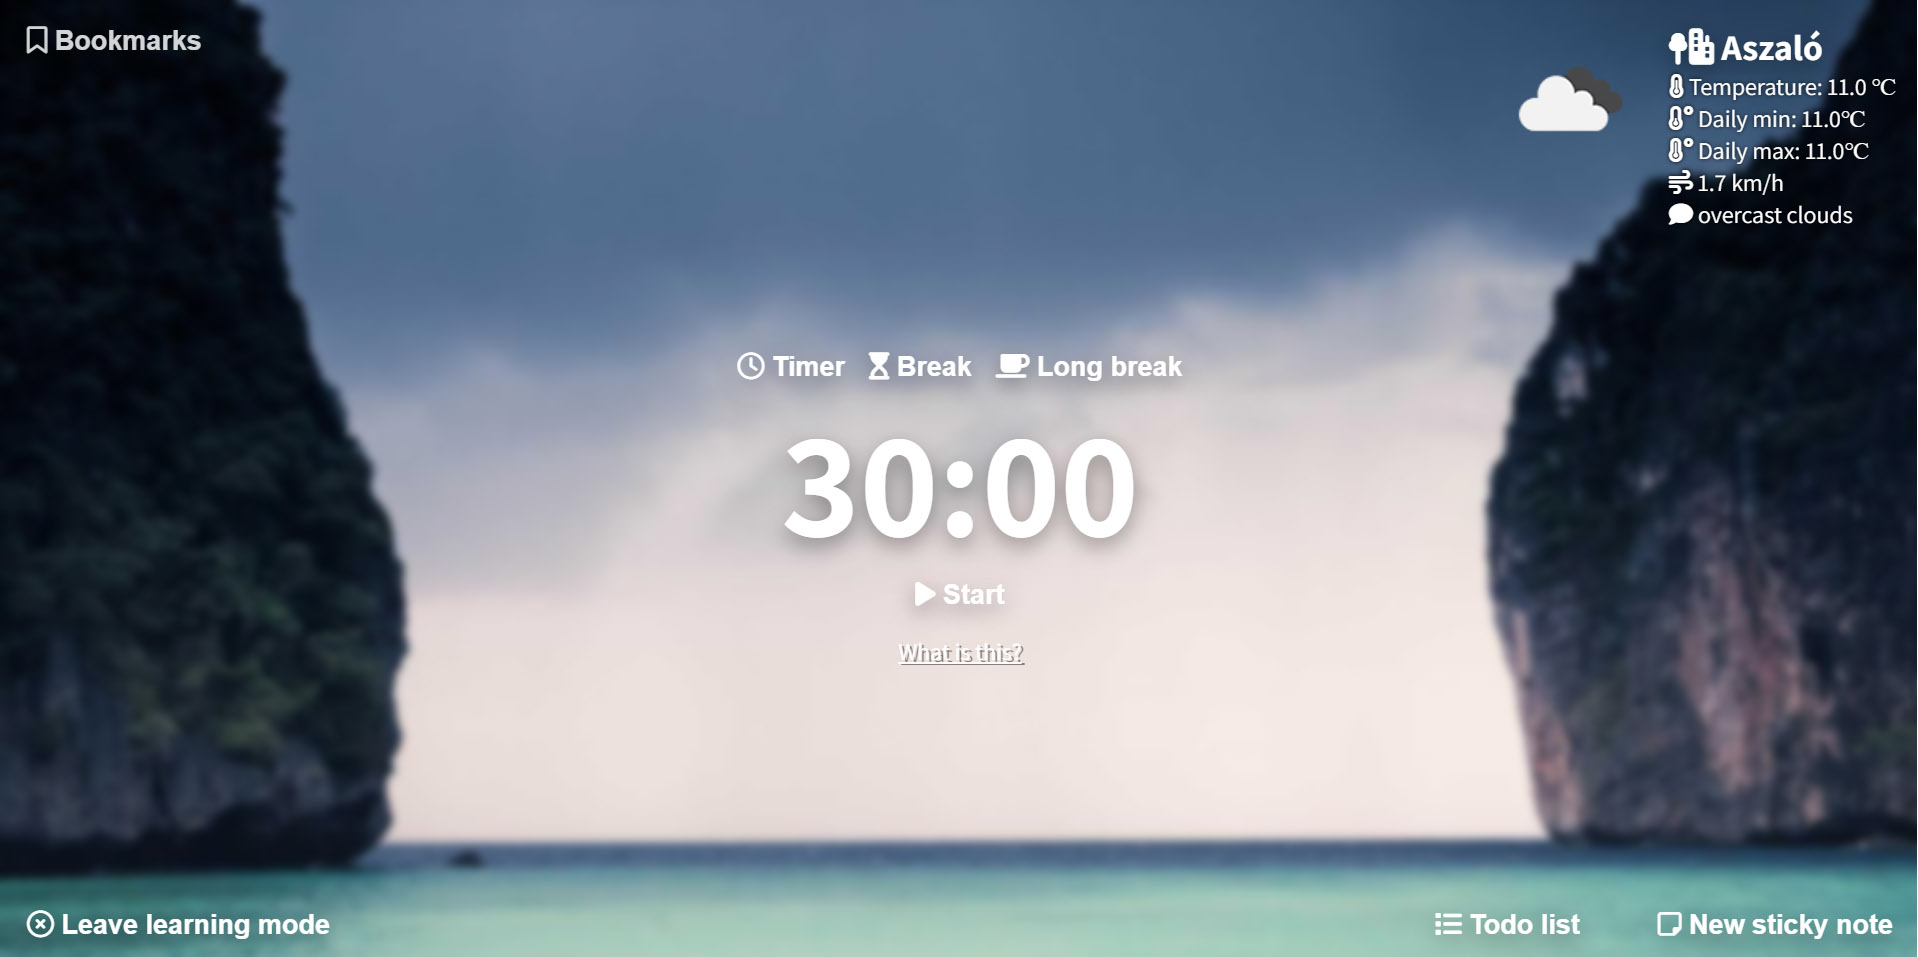 Bookmarks
Aszaló
Temperature: 11.0 °C
Daily min: 11.0°C
Daily max: 11.0°C
1.7 km/h
overcast clouds
Timer Break Long break
30:00
Start
What is this?
Leave learning mode
Todo list
New sticky note